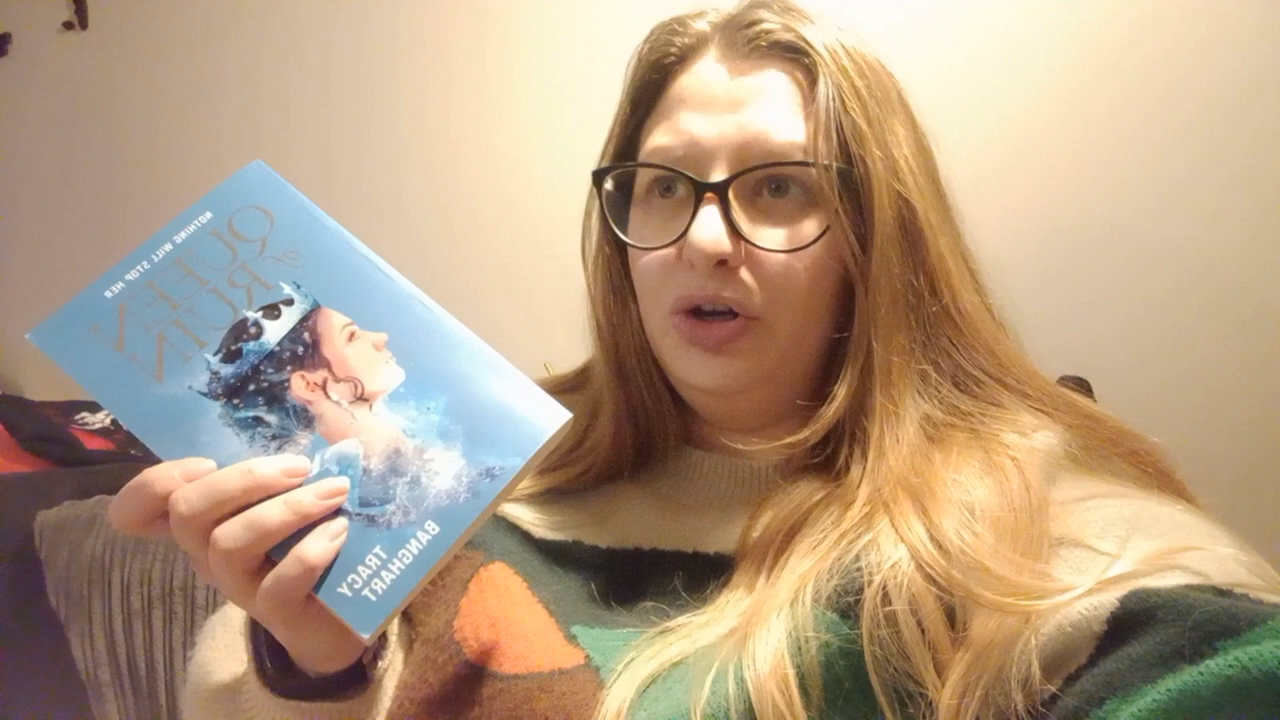 NOTHING WILL STOP HER
QUEEN
of
RUIN
TRACY
BANGHART